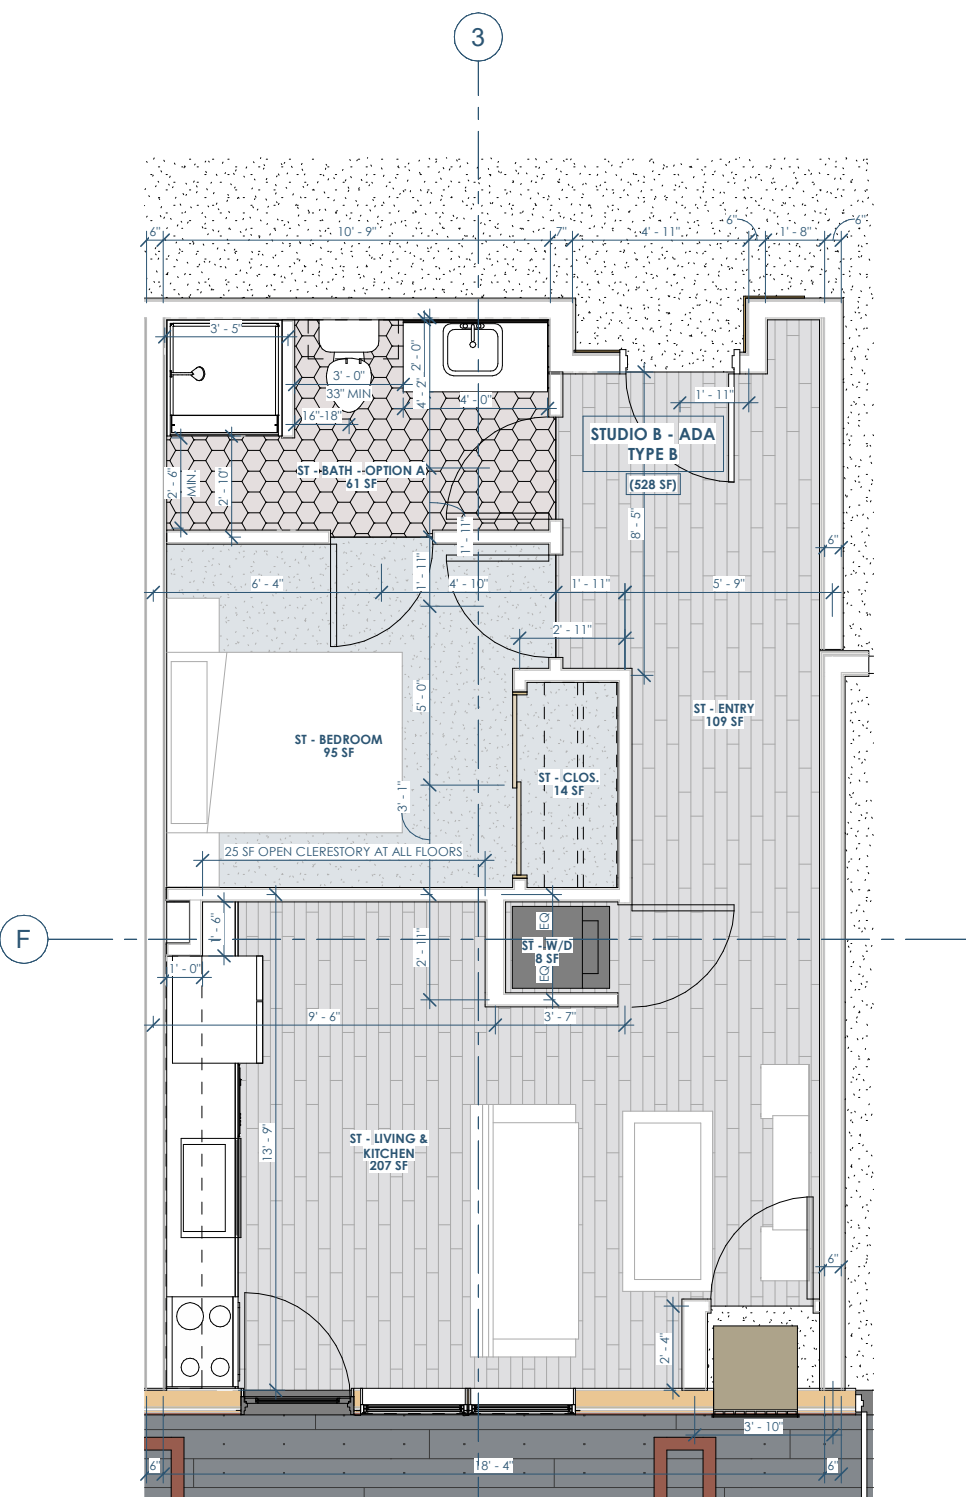 3
6"
10' - 9"
7"
4' - 11"
6"
1' - 8"
6"
3' - 5"
3' - 0"
33" MIN
16"-18"
2' - 0"
4' - 2"
4' - 0"
1' - 11"
STUDIO B - ADA
TYPE B
(528 SF)
ST - BATH - OPTION A
61 SF
2' - 6"
MIN.
2' - 10"
1' - 11"
8' - 5"
6"
6' - 4"
1' - 11"
4' - 10"
1' - 11"
5' - 9"
2' - 11"
5' - 0"
ST - ENTRY
109 SF
ST - BEDROOM
95 SF
ST - CLOS.
14 SF
3' - 1"
25 SF OPEN CLERESTORY AT ALL FLOORS
F
1' - 6"
2' - 11"
EQ
ST - W/D
8 SF
EQ
1' - 0"
9' - 6"
3' - 7"
13' - 9"
ST - LIVING &
KITCHEN
207 SF
6"
2' - 4"
3' - 10"
6"
18' - 4"
6"